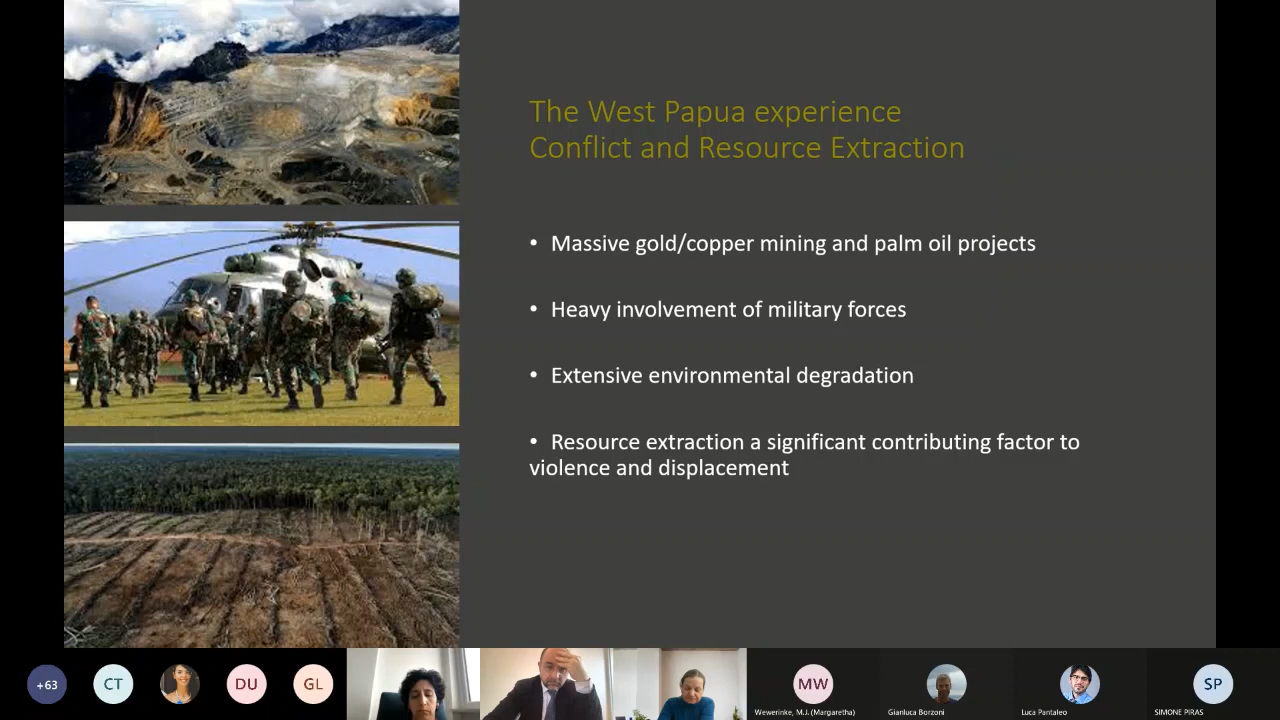 The West Papua experience
Conflict and Resource Extraction
• Massive gold/copper mining and palm oil projects
• Heavy involvement of military forces
• Extensive environmental degradation
• Resource extraction a significant contributing factor to
violence and displacement
+63
CT
DU
GL
MW
SP
Wewerinke, M.J. (Margaretha)
Gianluca Borzoni
Luca Pantaleo
SIMONE PIRAS